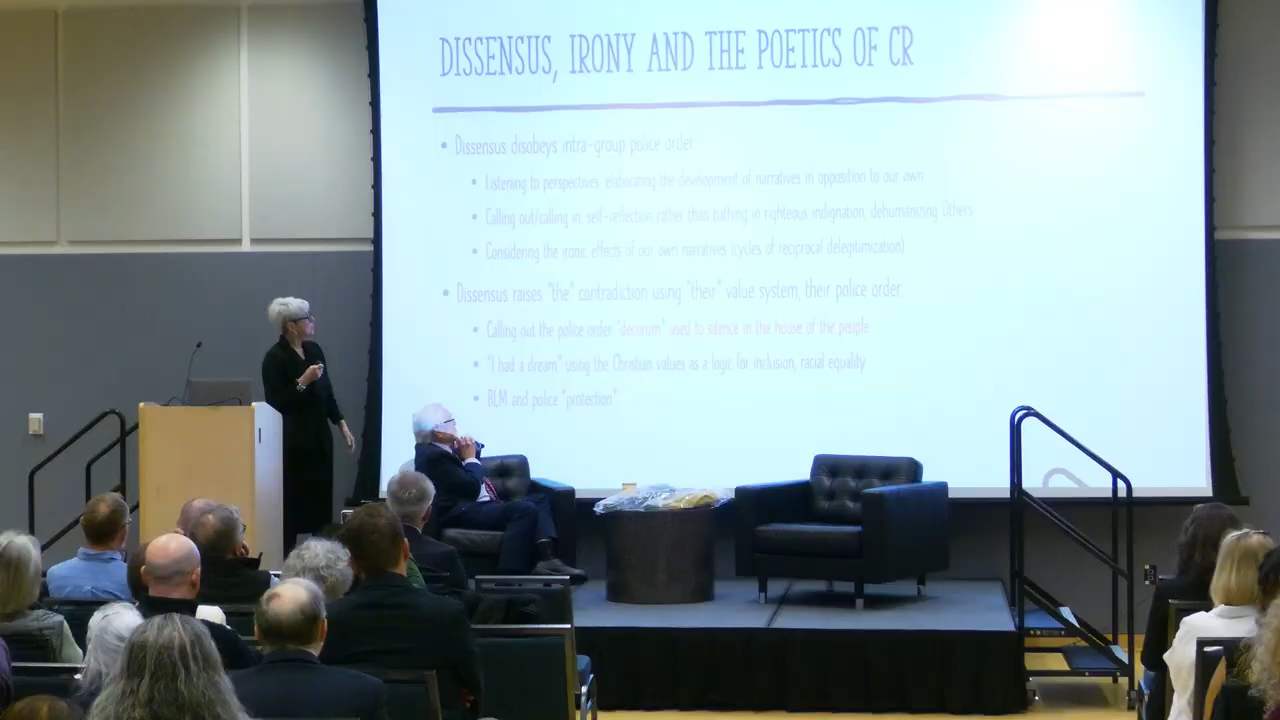 DISSENSUS, IRONY AND THE POETICS OF CR
• Dissensus disobeys intra-group police order
• Listening to perspectives, elaborating the development of narratives in opposition to our own
• Calling out/calling in, self-reflection rather than bathing in righteous indignation, dehumanizing Others
• Considering the ironic effects of our own narratives (cycles of reciprocal delegitimization)
• Dissensus raises "the" contradiction using "their" value system, their police order
• Calling out the police order "decorum" used to silence in the house of the people
• "I had a dream" using the Christian values as a logic for inclusion, racial equality
• BLM and police "protection"